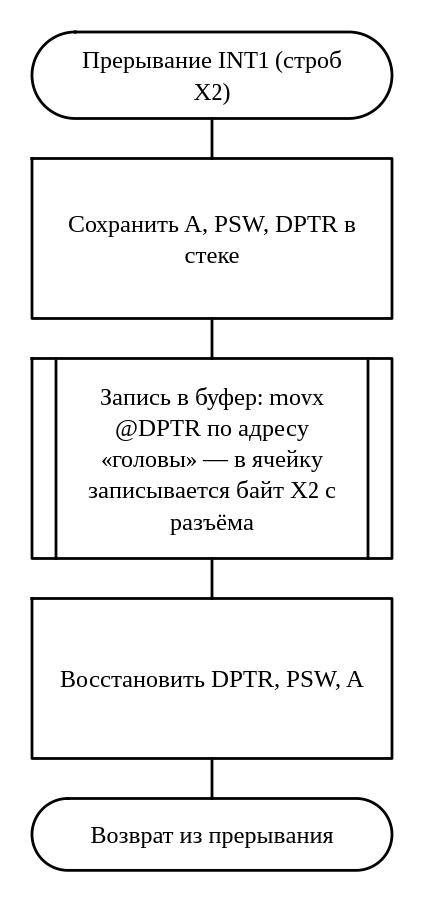 Прерывание INT1 (строб
X2)
Сохранить A, PSW, DPTR в
стеке
Запись в буфер: movx
@DPTR по адресу
«головы» — в ячейку
записывается байт X2 с
разъёма
Восстановить DPTR, PSW, A
Возврат из прерывания